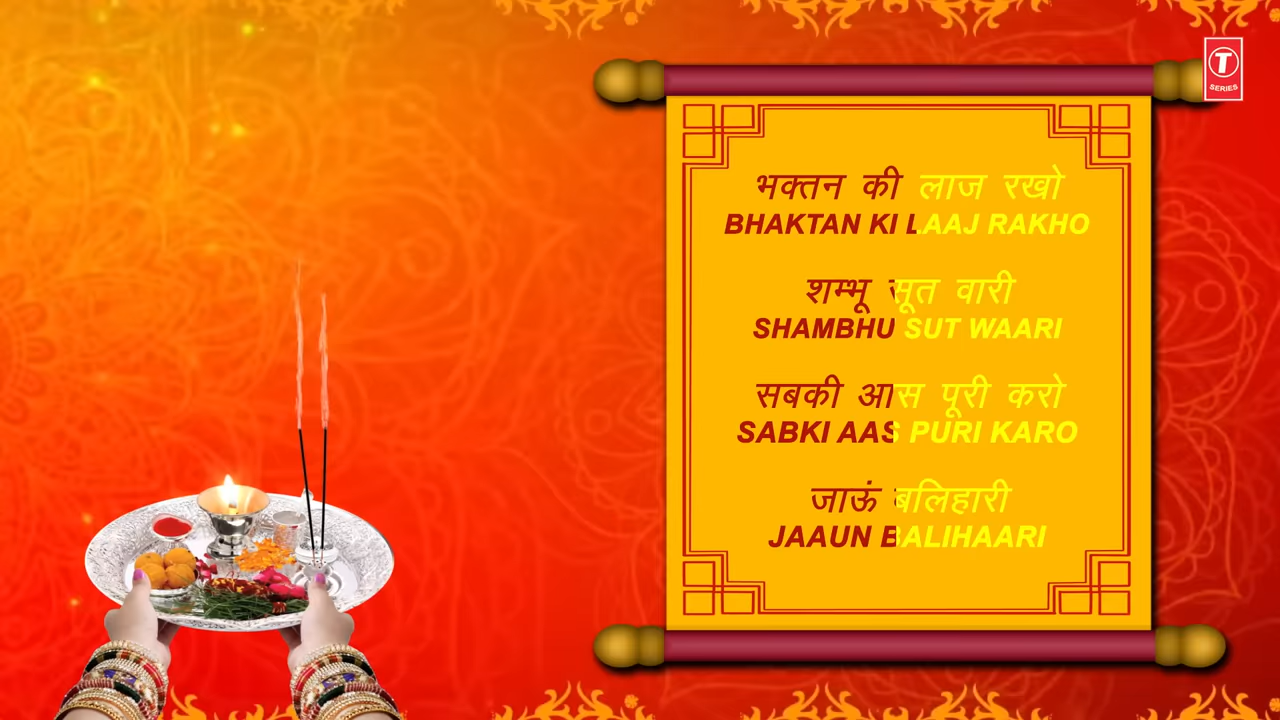 भक्तन की लाज रखो
BHAKTAN KI LAAJ RAKHO
शम्भू सूत वारी
SHAMBHU SUT WAARI
सबकी आस पूरी करो
SABKI AAS PURI KARO
जाऊं बलिहारी
JAAUN BALIHAARI
T
SERIES